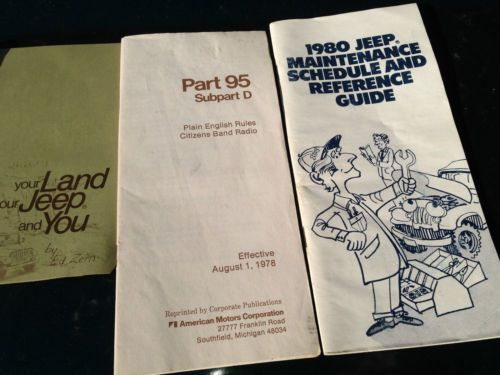 your Land
our Jeep
and You
by
Ed Zern
Part 95
Subpart D
Plain English Rules
Citizens Band Radio
Effective
August 1, 1978
Reprinted by Corporate Publications
American Motors Corporation
27777 Franklin Road
Southfield, Michigan 48034
1980 JEEP
MAINTENANCE
SCHEDULE AND
REFERENCE
GUIDE